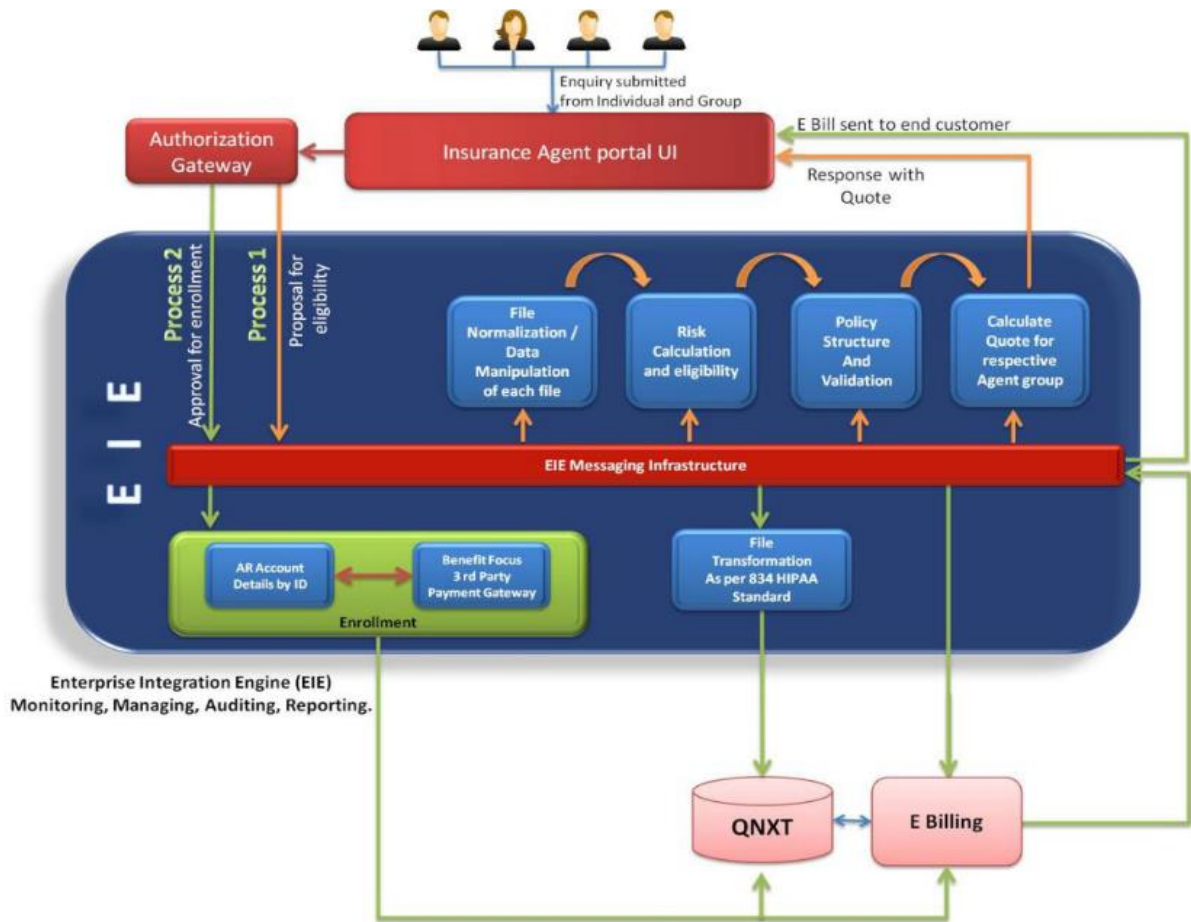 Enquiry submitted
from Individual and Group
E Bill sent to end customer
Authorization
Gateway
Insurance Agent portal UI
Response with
Quote
Process 2
Approval for enrollment
Process 1
Proposal for
eligibility
File
Normalization /
Data
Manipulation
of each file
Risk
Calculation
and eligibility
Policy
Structure
And
Validation
Calculate
Quote for
respective
Agent group
E I E
EIE Messaging Infrastructure
AR Account
Details by ID
Benefit Focus
3 rd Party
Payment Gateway
Enrollment
File
Transformation
As per 834 HIPAA
Standard
Enterprise Integration Engine (EIE)
Monitoring, Managing, Auditing, Reporting.
QNXT
E Billing